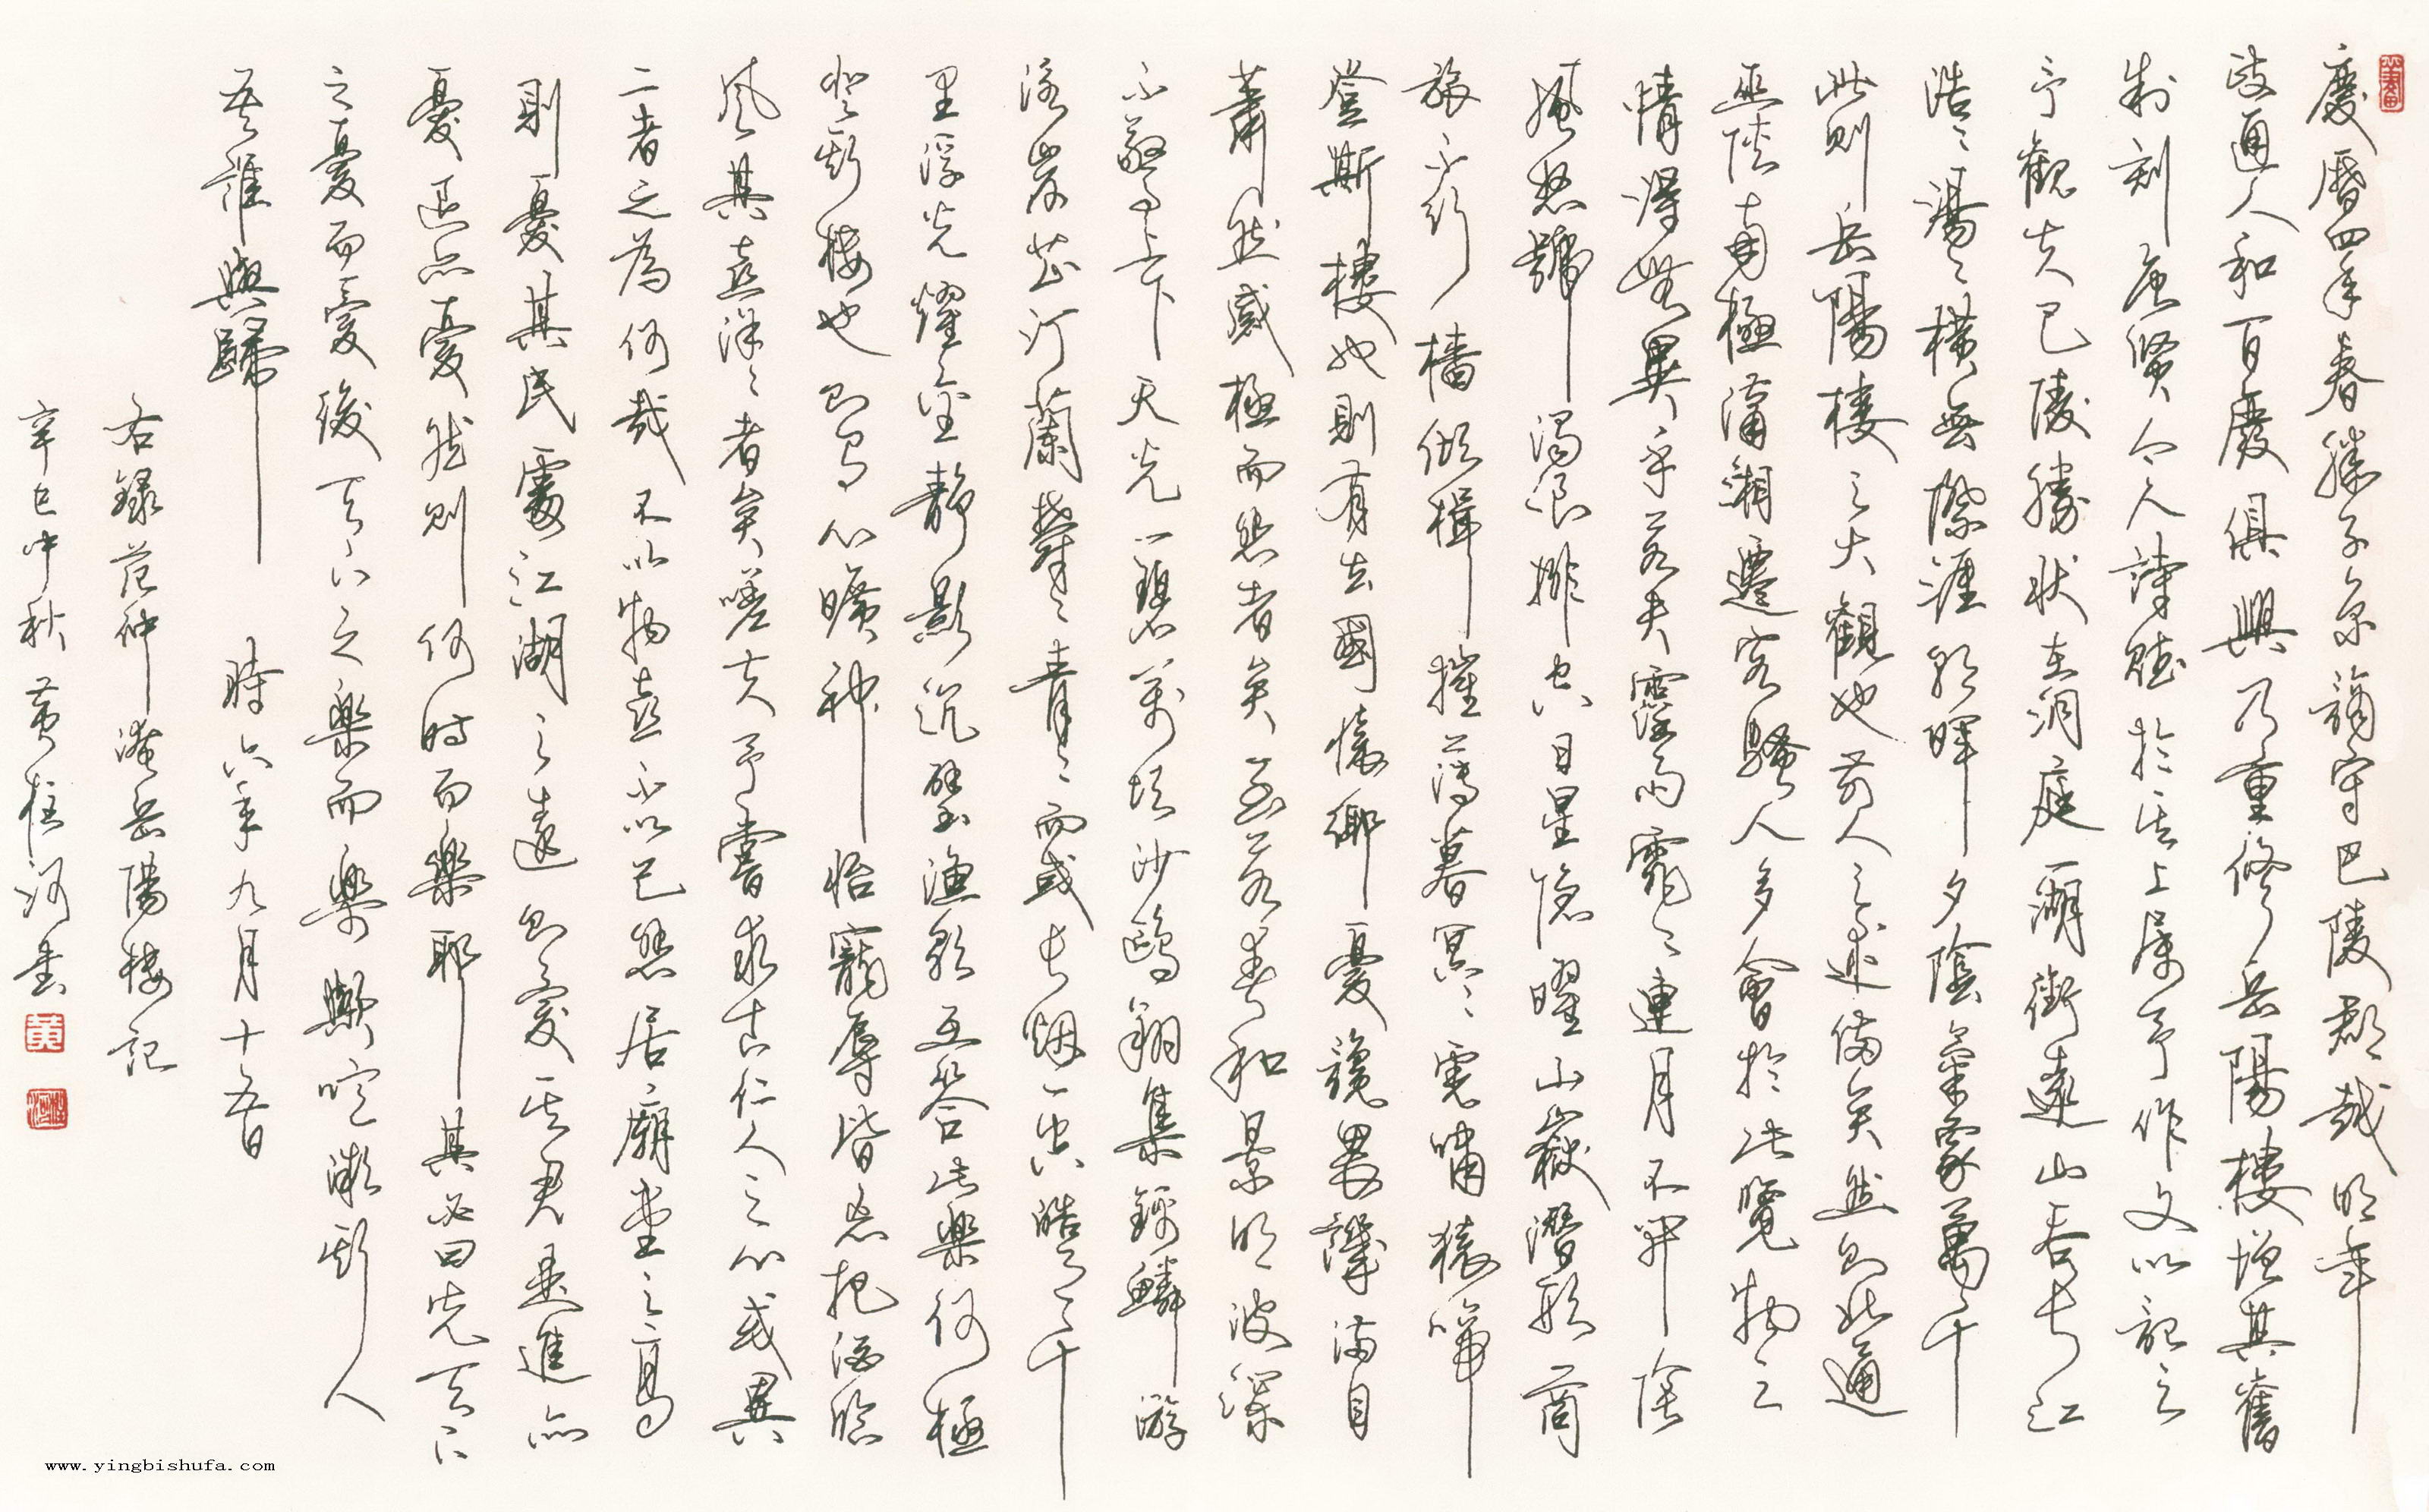 慶曆四年春滕子京謫守巴陵郡越明年
政通人和百廢俱興乃重修岳陽樓增其舊
制刻唐賢今人詩賦於其上屬予作文以記之
予觀夫巴陵勝狀在洞庭一湖銜遠山吞長江
浩浩湯湯橫無際涯朝暉夕陰氣象萬千
此則岳陽樓之大觀也前人之述備矣然則北通
巫峽南極瀟湘遷客騷人多會於此覽物之
情得無異乎若夫霪雨霏霏連月不開陰
風怒號濁浪排空日星隱曜山嶽潛形商
旅不行檣傾楫摧薄暮冥冥虎嘯猿啼
登斯樓也則有去國懷鄉憂讒畏譏滿目
蕭然感極而悲者矣至若春和景明波瀾
不驚上下天光一碧萬頃沙鷗翔集錦鱗游
泳岸芷汀蘭鬱鬱青青而或長烟一空皓月千
里浮光耀金靜影沉璧漁歌互答此樂何極
登斯樓也則有心曠神怡寵辱皆忘把酒臨
風其喜洋洋者矣嗟夫予嘗求古仁人之心或異
二者之為何哉不以物喜不以己悲居廟堂之高
則憂其民處江湖之遠則憂其君是進亦
憂退亦憂然則何時而樂耶其必曰先天下
之憂而憂後天下之樂而樂歟噫微斯人
吾誰與歸 時六年九月十五日
右錄范仲淹岳陽樓記
辛巳中秋黃桂河書
黃
www.yingbishufa.com